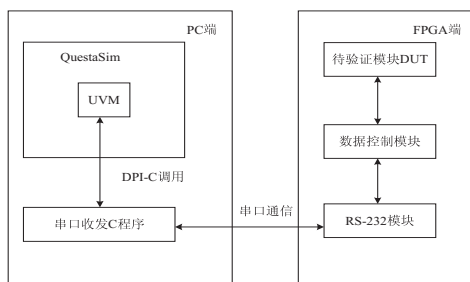 PC端
QuestaSim
UVM
DPI-C调用
串口收发C程序
串口通信
FPGA端
待验证模块DUT
数据控制模块
RS-232模块